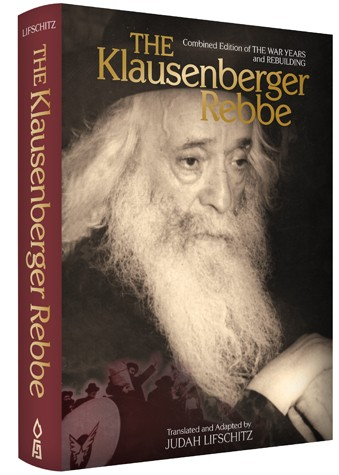 LIFSCHITZ
THE Klausenberger Rebbe
THE
Combined Edition of THE WAR YEARS
and REBUILDING
Klausenberger
Rebbe
Translated and Adapted by
JUDAH LIFSCHITZ